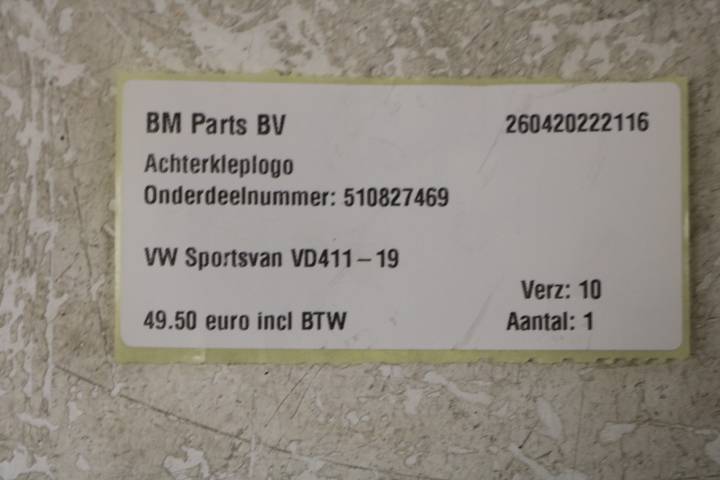 BM Parts BV 260420222116
Achterkleplogo
Onderdeelnummer: 510827469
VW Sportsvan VD411-19
Verz: 10
49.50 euro incl BTW Aantal: 1